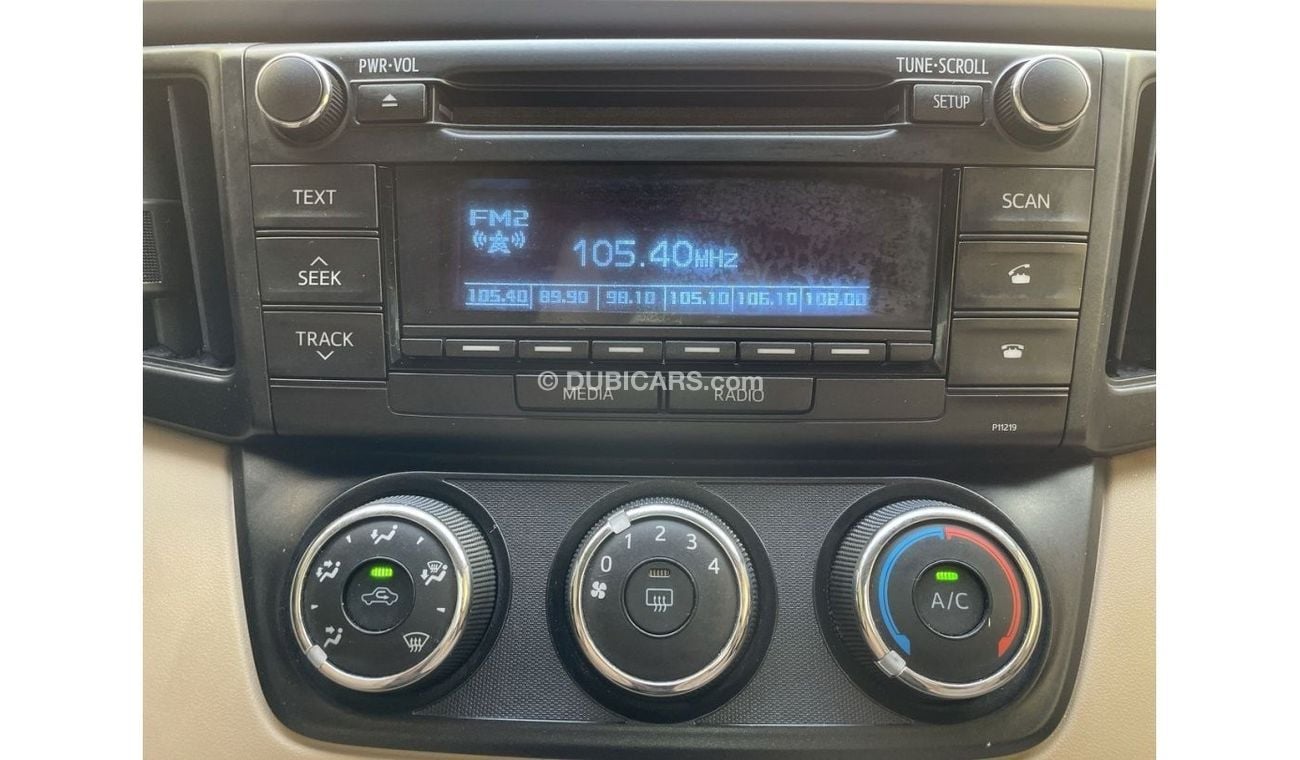 PWR·VOL
TUNE·SCROLL
SETUP
TEXT
SCAN
FM2
105.40MHz
SEEK
105.40 89.90 98.10 105.10 106.10 108.00
TRACK
© DUBICARS.com
MEDIA RADIO
P11219
0 1 2 3 4
A/C